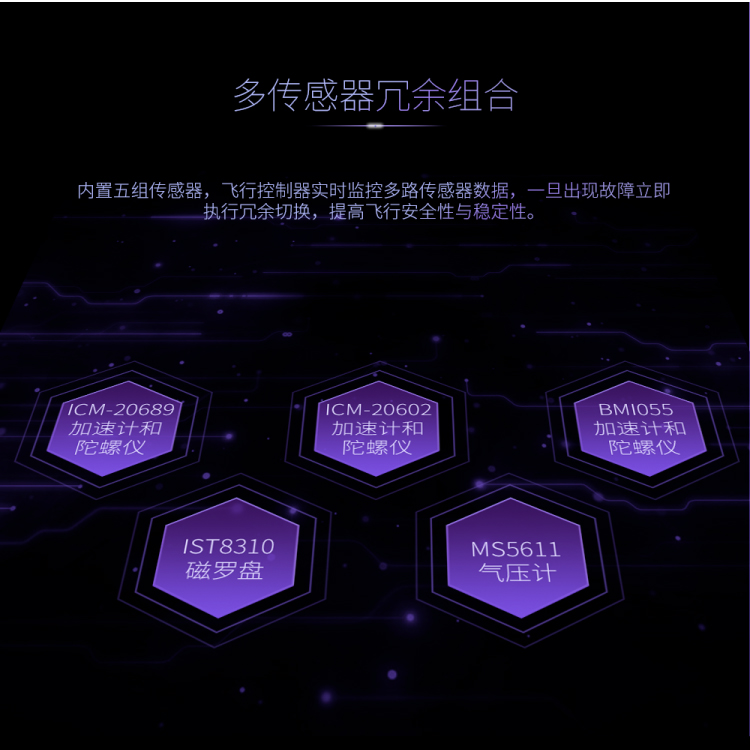 多传感器冗余组合
内置五组传感器，飞行控制器实时监控多路传感器数据，一旦出现故障立即
执行冗余切换，提高飞行安全性与稳定性。
ICM-20689
加速计和
陀螺仪
ICM-20602
加速计和
陀螺仪
BMI055
加速计和
陀螺仪
IST8310
磁罗盘
MS5611
气压计